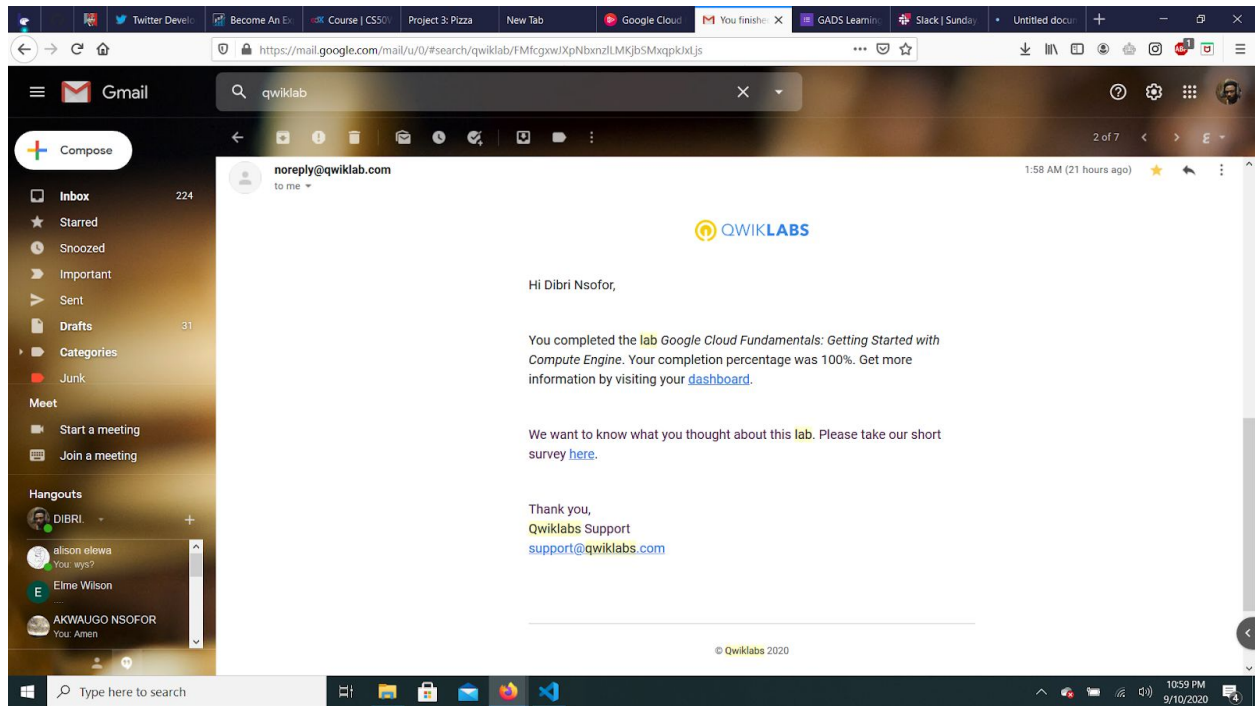 Twitter Develo
Become An Ex
Course | CS50'
Project 3: Pizza
New Tab
Google Cloud
You finishe
GADS Learning
Slack | Sunday
Untitled docun
https://mail.google.com/mail/u/0/#search/qwiklab/FMfcgxwJXpNbxnzlLMKjbSMxqpkJxLjs
ABP 1
Gmail
qwiklab
Compose
2 of 7
noreply@qwiklab.com
1:58 AM (21 hours ago)
to me
Inbox 224
Starred
Snoozed
Important
Sent
Drafts 31
Categories
Junk
Meet
Start a meeting
Join a meeting
Hangouts
DIBRI.
alison elewa
You: wys?
E
Elme Wilson
....
AKWAUGO NSOFOR
You: Amen
QWIKLABS
Hi Dibri Nsofor,
You completed the lab Google Cloud Fundamentals: Getting Started with
Compute Engine. Your completion percentage was 100%. Get more
information by visiting your dashboard.
We want to know what you thought about this lab. Please take our short
survey here.
Thank you,
Qwiklabs Support
support@qwiklabs.com
© Qwiklabs 2020
Type here to search
10:59 PM
9/10/2020
4